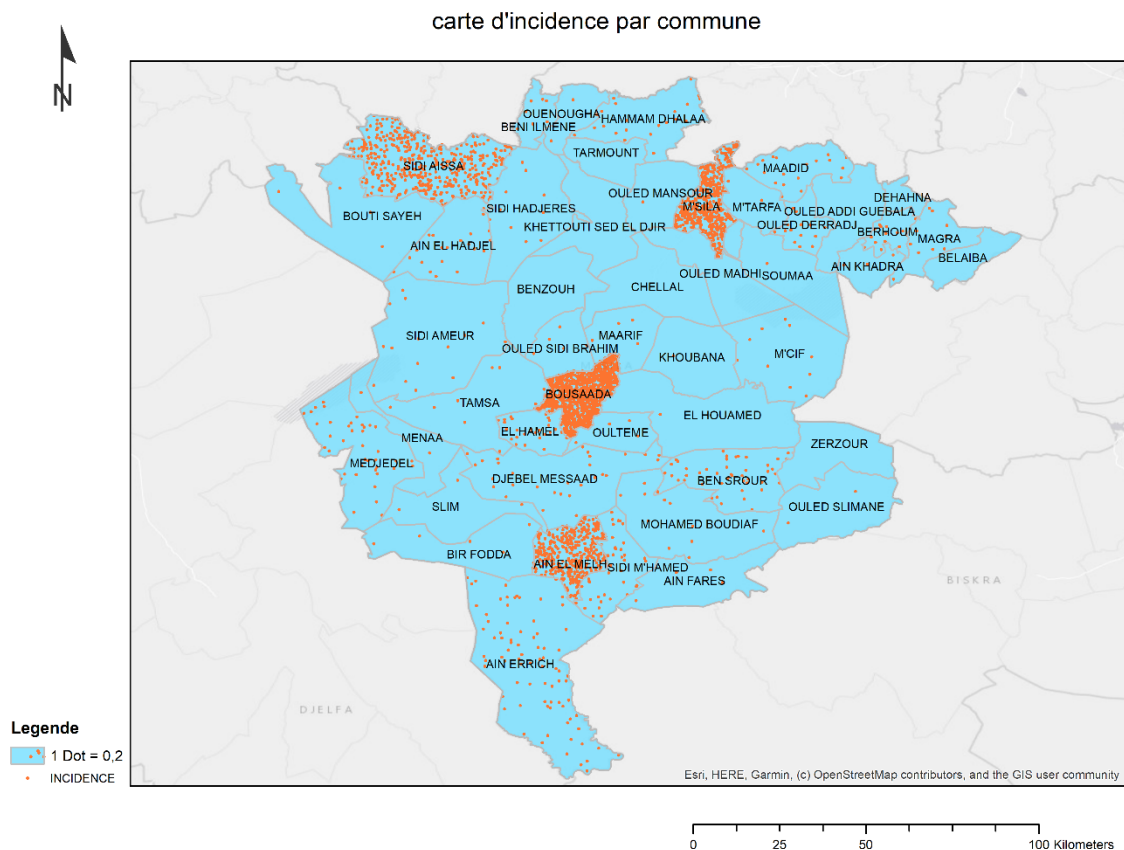 carte d'incidence par commune
N
OUENOUGHA
BENI ILMENE
HAMMAM DHALAA
TARMOUNT
SIDI AISSA
MAADID
OULED MANSOUR
M'SILA
M'TARFA
DEHAHNA
OULED ADDI GUEBALA
BOUTI SAYEH
SIDI HADJERES
KHETTOUTI SED EL DJIR
OULED DERRADJ
BERHOUM
MAGRA
AIN EL HADJEL
BELAIBA
AIN KHADRA
OULED MADHI
SOUMAA
BENZOUH
CHELLAL
SIDI AMEUR
MAARIF
OULED SIDI BRAHIM
KHOUBANA
M'CIF
BOUSAADA
TAMSA
EL HOUAMED
EL HAMEL
OULTEME
MENAA
ZERZOUR
MEDJEDEL
DJEBEL MESSAAD
BEN SROUR
SLIM
OULED SLIMANE
MOHAMED BOUDIAF
BIR FODDA
AIN EL MELH
SIDI M'HAMED
AIN FARES
BISKRA
AIN ERRICH
DJELFA
Legende
1 Dot = 0,2
INCIDENCE
Esri, HERE, Garmin, (c) OpenStreetMap contributors, and the GIS user community
0 25 50 100 Kilometers